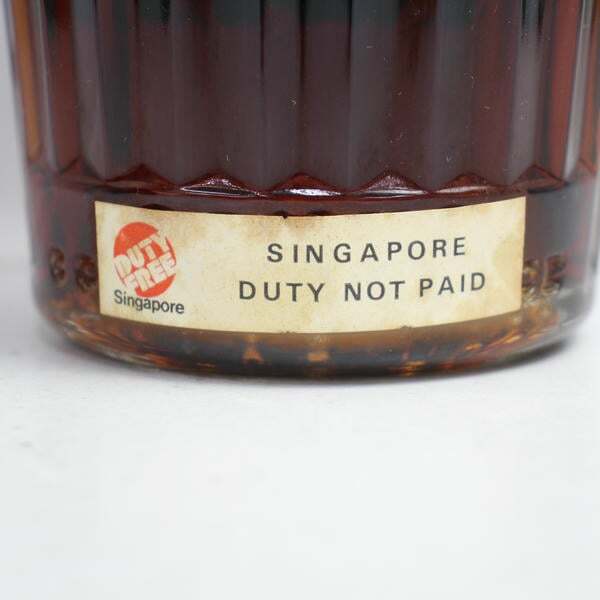 DUTY
FREE
Singapore
SINGAPORE
DUTY NOT PAID